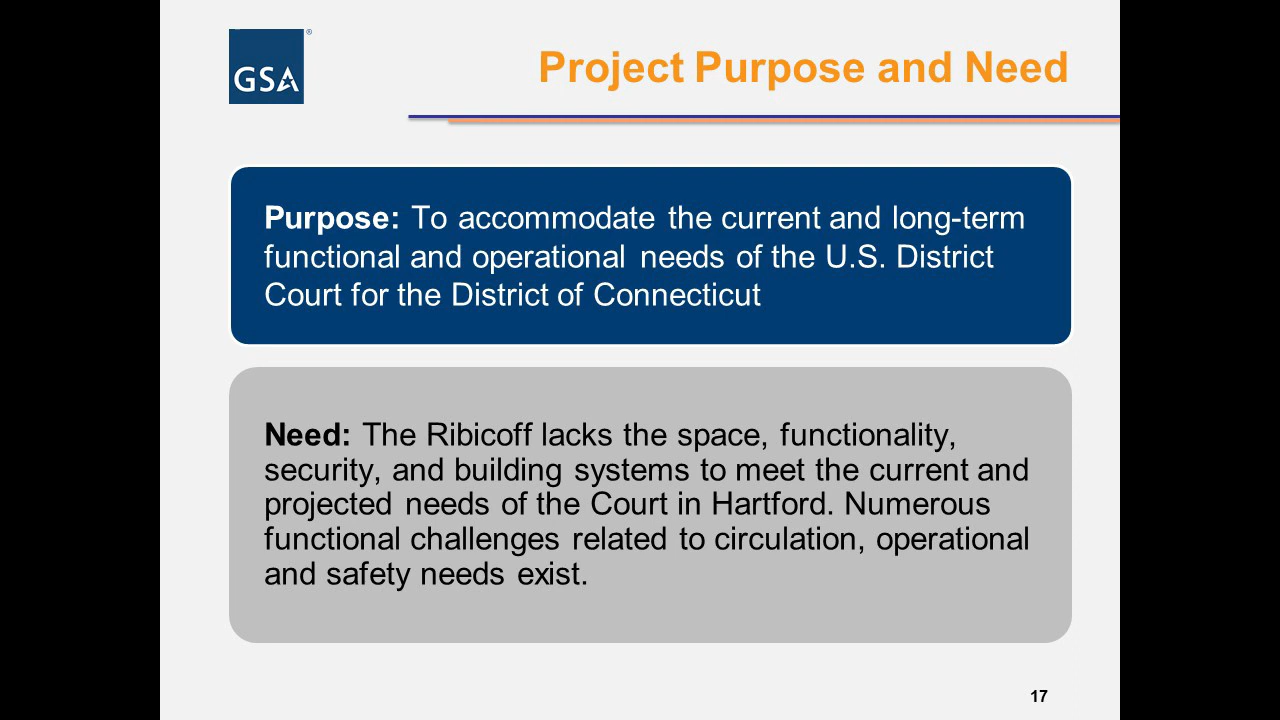 GSA®
Project Purpose and Need
Purpose: To accommodate the current and long-term
functional and operational needs of the U.S. District
Court for the District of Connecticut
Need: The Ribicoff lacks the space, functionality,
security, and building systems to meet the current and
projected needs of the Court in Hartford. Numerous
functional challenges related to circulation, operational
and safety needs exist.
17